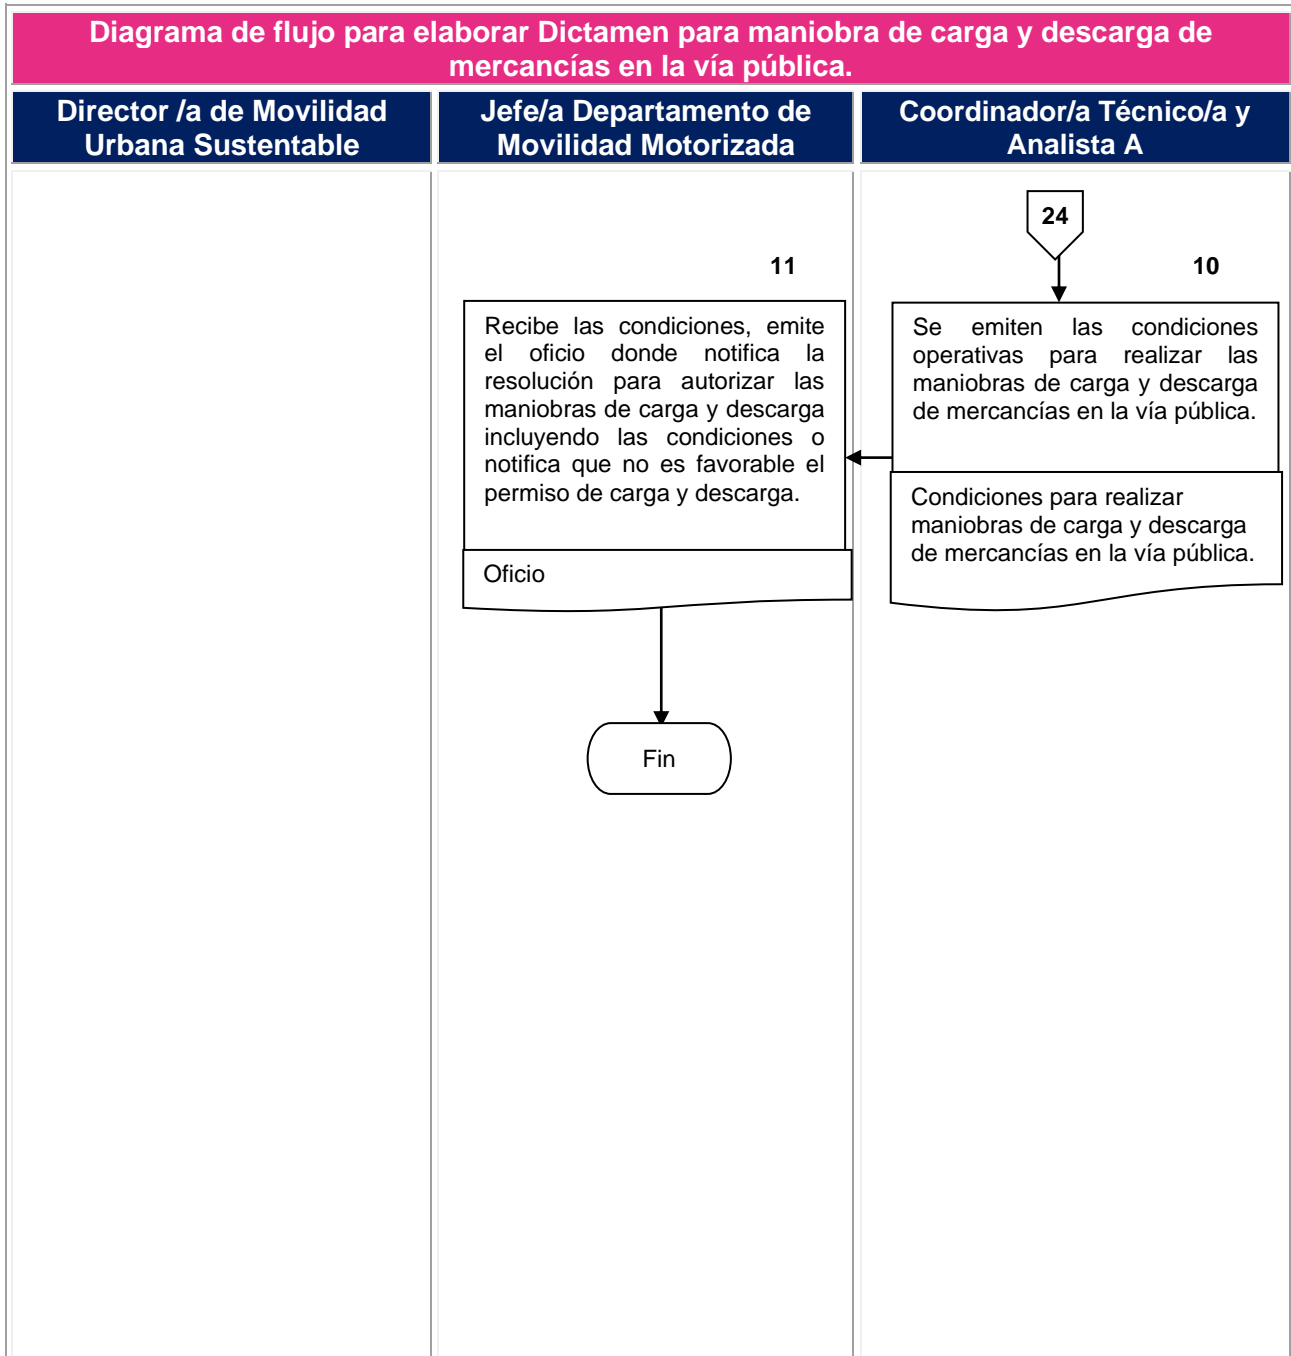 Diagrama de flujo para elaborar Dictamen para maniobra de carga y descarga de
mercancías en la vía pública.
Director /a de Movilidad
Urbana Sustentable
Jefe/a Departamento de
Movilidad Motorizada
Coordinador/a Técnico/a y
Analista A
24
10
Se emiten las condiciones
operativas para realizar las
maniobras de carga y descarga
de mercancías en la vía pública.
Condiciones para realizar
maniobras de carga y descarga
de mercancías en la vía pública.
11
Recibe las condiciones, emite
el oficio donde notifica la
resolución para autorizar las
maniobras de carga y descarga
incluyendo las condiciones o
notifica que no es favorable el
permiso de carga y descarga.
Oficio
Fin